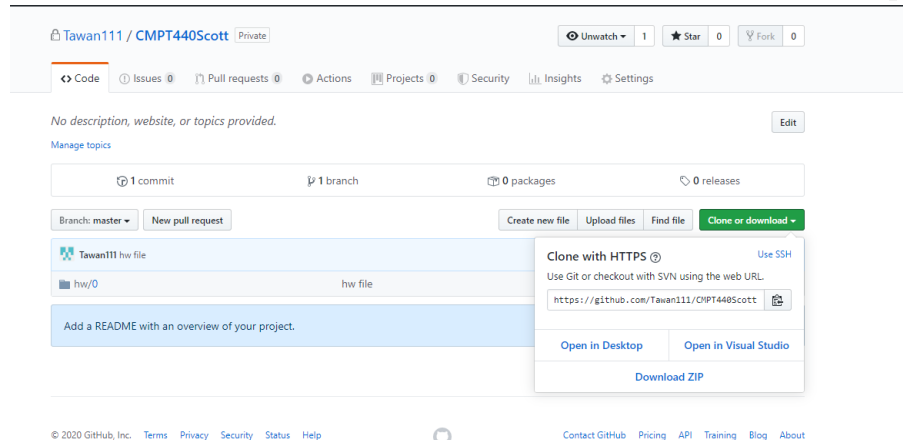 Tawan111 / CMPT440Scott Private
Unwatch 1 Star 0 Fork 0
Code Issues 0 Pull requests 0 Actions Projects 0 Security Insights Settings
No description, website, or topics provided. Edit
Manage topics
1 commit 1 branch 0 packages 0 releases
Branch: master New pull request Create new file Upload files Find file Clone or download
Tawan111 hw file
hw/0 hw file
Add a README with an overview of your project.
Clone with HTTPS Use SSH
Use Git or checkout with SVN using the web URL.
https://github.com/Tawan111/CMPT440Scott
Open in Desktop Open in Visual Studio
Download ZIP
© 2020 GitHub, Inc. Terms Privacy Security Status Help Contact GitHub Pricing API Training Blog About